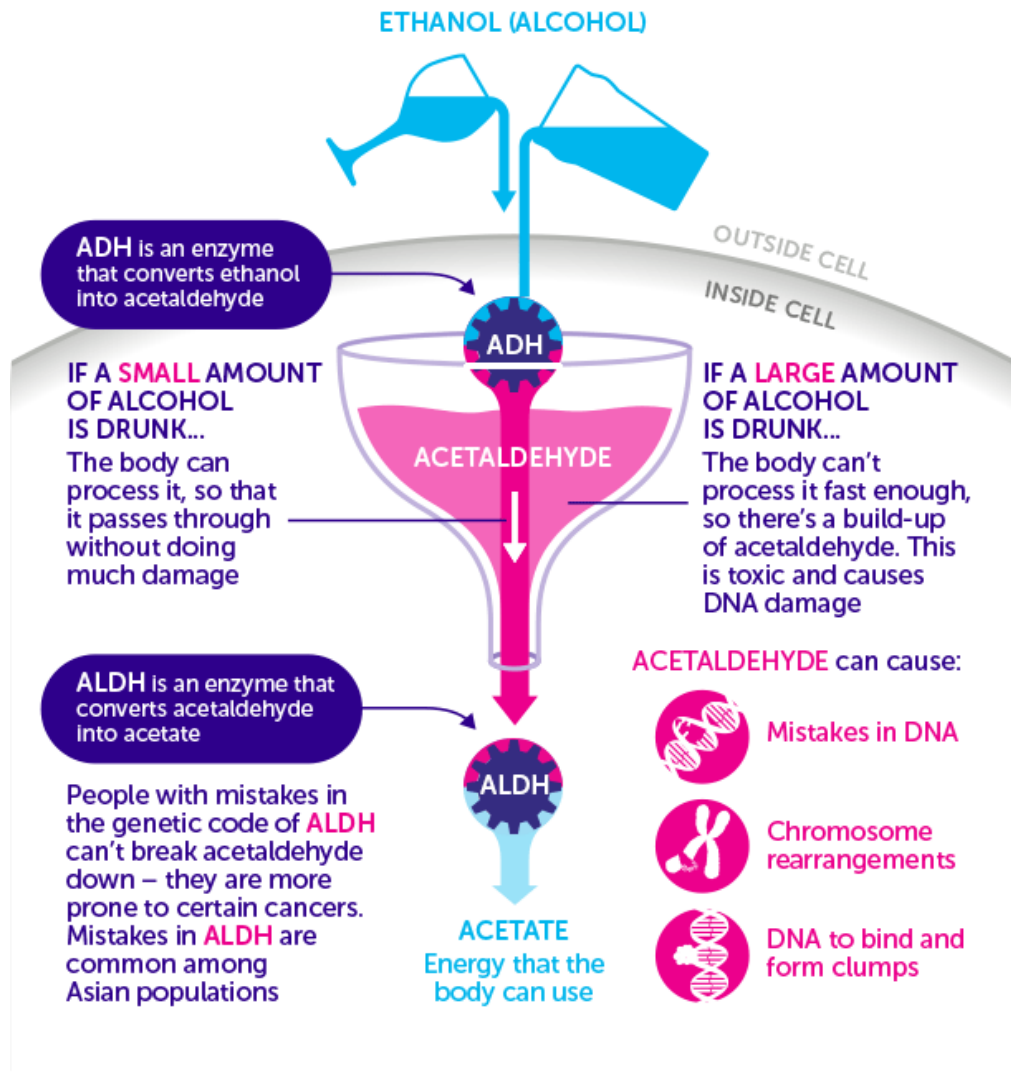 ETHANOL (ALCOHOL)
OUTSIDE CELL
INSIDE CELL
ADH is an enzyme
that converts ethanol
into acetaldehyde
ADH
IF A SMALL AMOUNT
OF ALCOHOL
IS DRUNK...
The body can
process it, so that
it passes through
without doing
much damage
ACETALDEHYDE
IF A LARGE AMOUNT
OF ALCOHOL
IS DRUNK...
The body can't
process it fast enough,
so there's a build-up
of acetaldehyde. This
is toxic and causes
DNA damage
ALDH is an enzyme that
converts acetaldehyde
into acetate
ALDH
People with mistakes in
the genetic code of ALDH
can't break acetaldehyde
down – they are more
prone to certain cancers.
Mistakes in ALDH are
common among
Asian populations
ACETATE
Energy that the
body can use
ACETALDEHYDE can cause:
Mistakes in DNA
Chromosome
rearrangements
DNA to bind and
form clumps